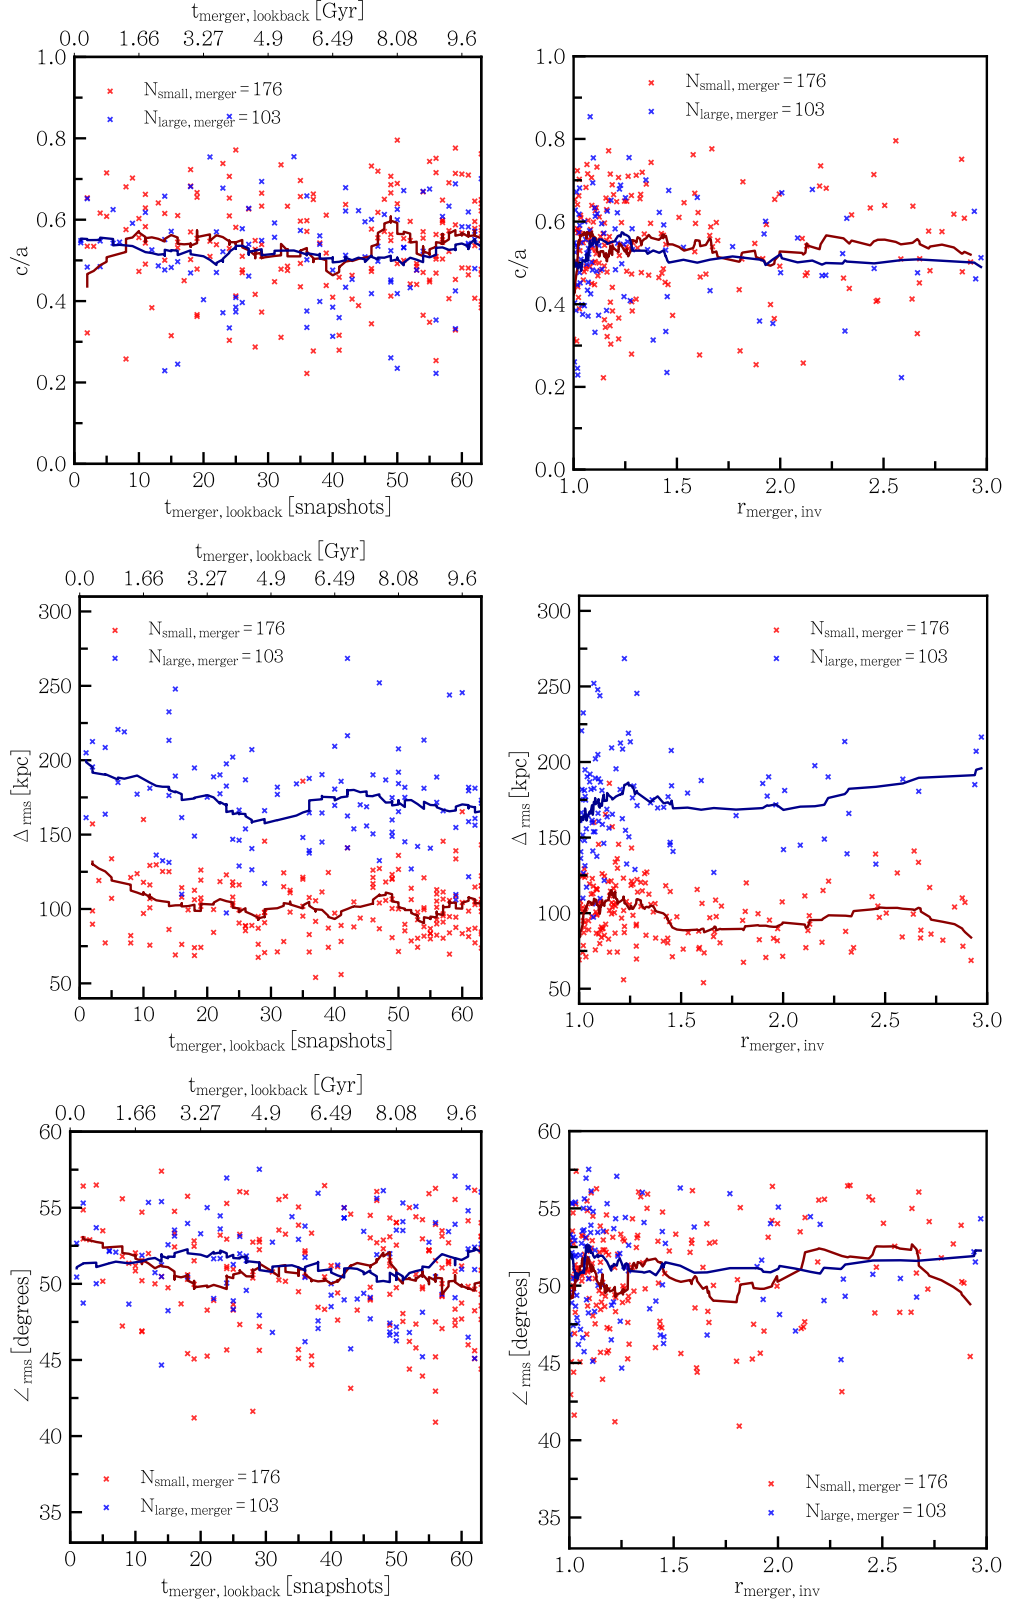 t_merger, lookback [Gyr]
0.0 1.66 3.27 4.9 6.49 8.08 9.6
1.0
0.8
0.6
0.4
0.2
0.0
c/a
N_small, merger = 176
N_large, merger = 103
0 10 20 30 40 50 60
t_merger, lookback [snapshots]
1.0
0.8
0.6
0.4
0.2
0.0
c/a
N_small, merger = 176
N_large, merger = 103
1.0 1.5 2.0 2.5 3.0
r_merger, inv
t_merger, lookback [Gyr]
0.0 1.66 3.27 4.9 6.49 8.08 9.6
300
250
200
150
100
50
Δ_rms [kpc]
N_small, merger = 176
N_large, merger = 103
0 10 20 30 40 50 60
t_merger, lookback [snapshots]
300
250
200
150
100
50
Δ_rms [kpc]
N_small, merger = 176
N_large, merger = 103
1.0 1.5 2.0 2.5 3.0
r_merger, inv
t_merger, lookback [Gyr]
0.0 1.66 3.27 4.9 6.49 8.08 9.6
60
55
50
45
40
35
∠_rms [degrees]
N_small, merger = 176
N_large, merger = 103
0 10 20 30 40 50 60
t_merger, lookback [snapshots]
60
55
50
45
40
35
∠_rms [degrees]
N_small, merger = 176
N_large, merger = 103
1.0 1.5 2.0 2.5 3.0
r_merger, inv